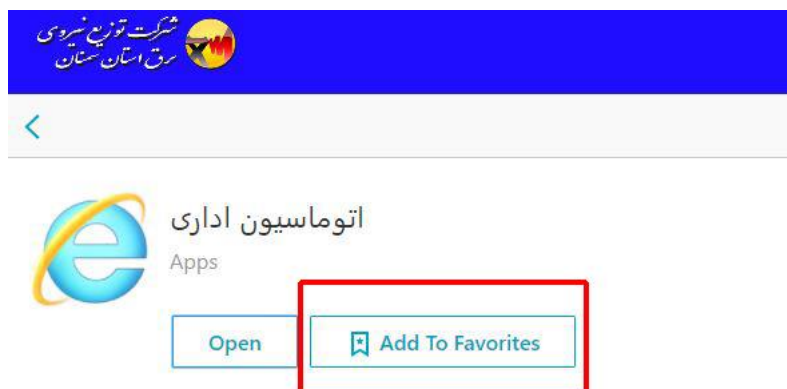 شرکت توزیع نیروی
برق استان سمنان
اتوماسیون اداری
Apps
Open
Add To Favorites